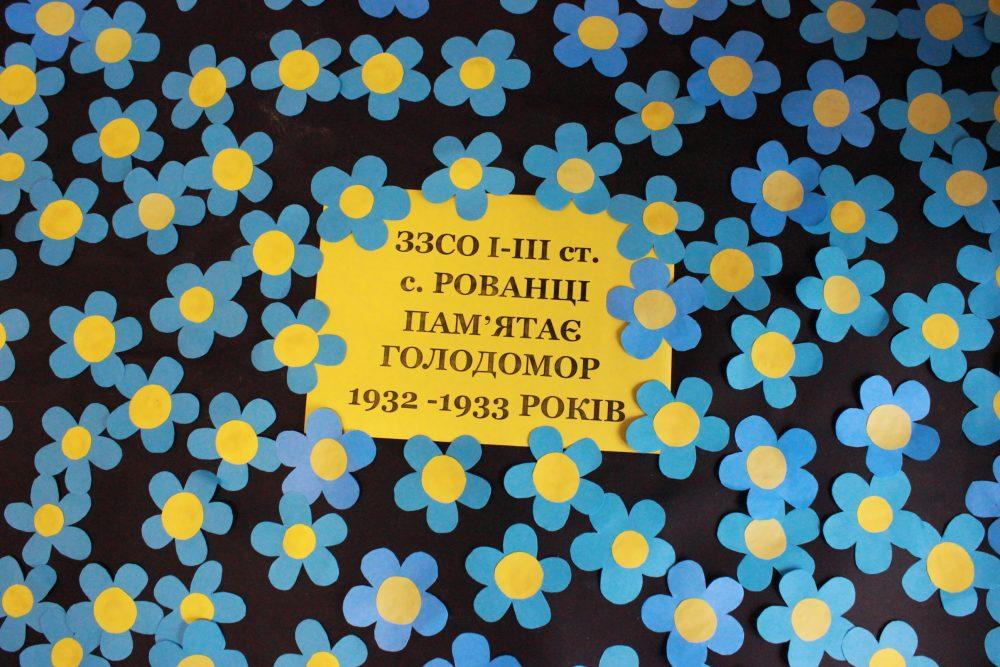 ЗЗСО І-ІІІ ст.
с. РОВАНЦІ
ПАМ’ЯТАЄ
ГОЛОДОМОР
1932 -1933 РОКІВ